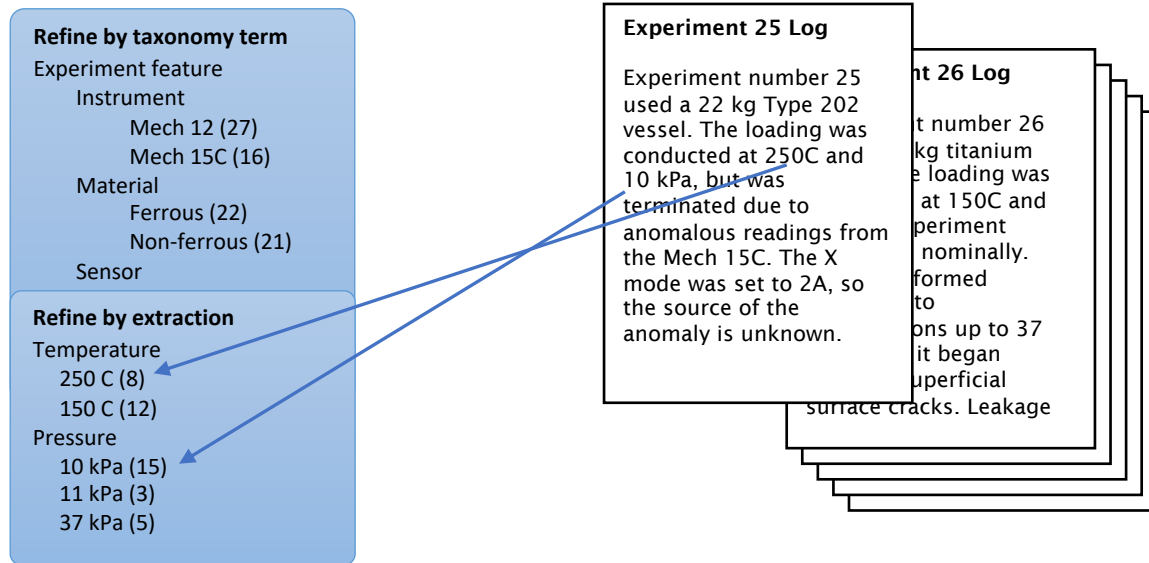 Refine by taxonomy term
Experiment feature
Instrument
Mech 12 (27)
Mech 15C (16)
Material
Ferrous (22)
Non-ferrous (21)
Sensor
Refine by extraction
Temperature
250 C (8)
150 C (12)
Pressure
10 kPa (15)
11 kPa (3)
37 kPa (5)
Experiment 25 Log
Experiment number 25
used a 22 kg Type 202
vessel. The loading was
conducted at 250C and
10 kPa, but was
terminated due to
anomalous readings from
the Mech 15C. The X
mode was set to 2A, so
the source of the
anomaly is unknown.
26 Log
number 26
kg titanium
loading was
at 150C and
nominally.
to
up to 37
it began
surface cracks. Leakage